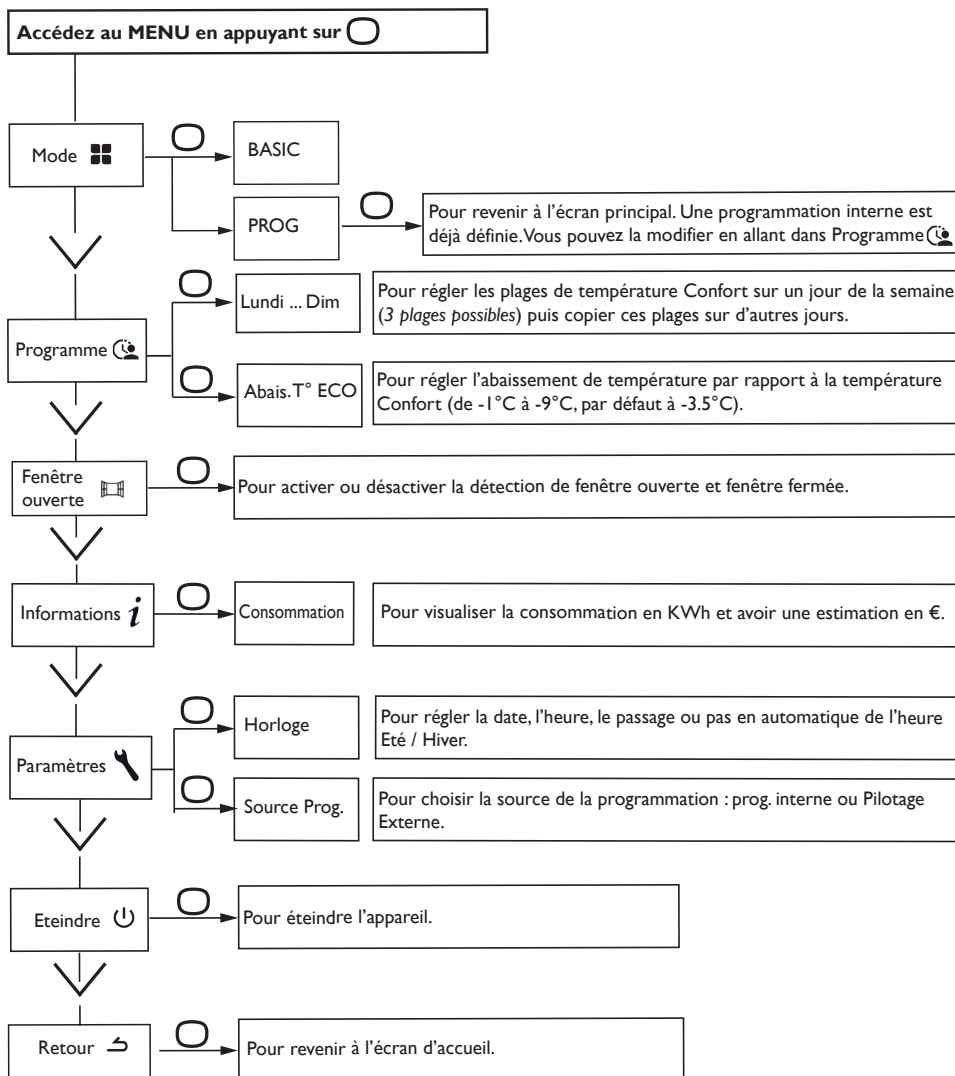 Accédez au MENU en appuyant sur
Mode
BASIC
PROG
Pour revenir à l'écran principal. Une programmation interne est
déjà définie. Vous pouvez la modifier en allant dans Programme
Programme
Lundi ... Dim
Pour régler les plages de température Confort sur un jour de la semaine
(3 plages possibles) puis copier ces plages sur d'autres jours.
Abais. T° ECO
Pour régler l'abaissement de température par rapport à la température
Confort (de -1°C à -9°C, par défaut à -3.5°C).
Fenêtre
ouverte
Pour activer ou désactiver la détection de fenêtre ouverte et fenêtre fermée.
Informations i
Consommation
Pour visualiser la consommation en KWh et avoir une estimation en €.
Paramètres
Horloge
Pour régler la date, l'heure, le passage ou pas en automatique de l'heure
Eté / Hiver.
Source Prog.
Pour choisir la source de la programmation : prog. interne ou Pilotage
Externe.
Eteindre
Pour éteindre l'appareil.
Retour
Pour revenir à l'écran d'accueil.